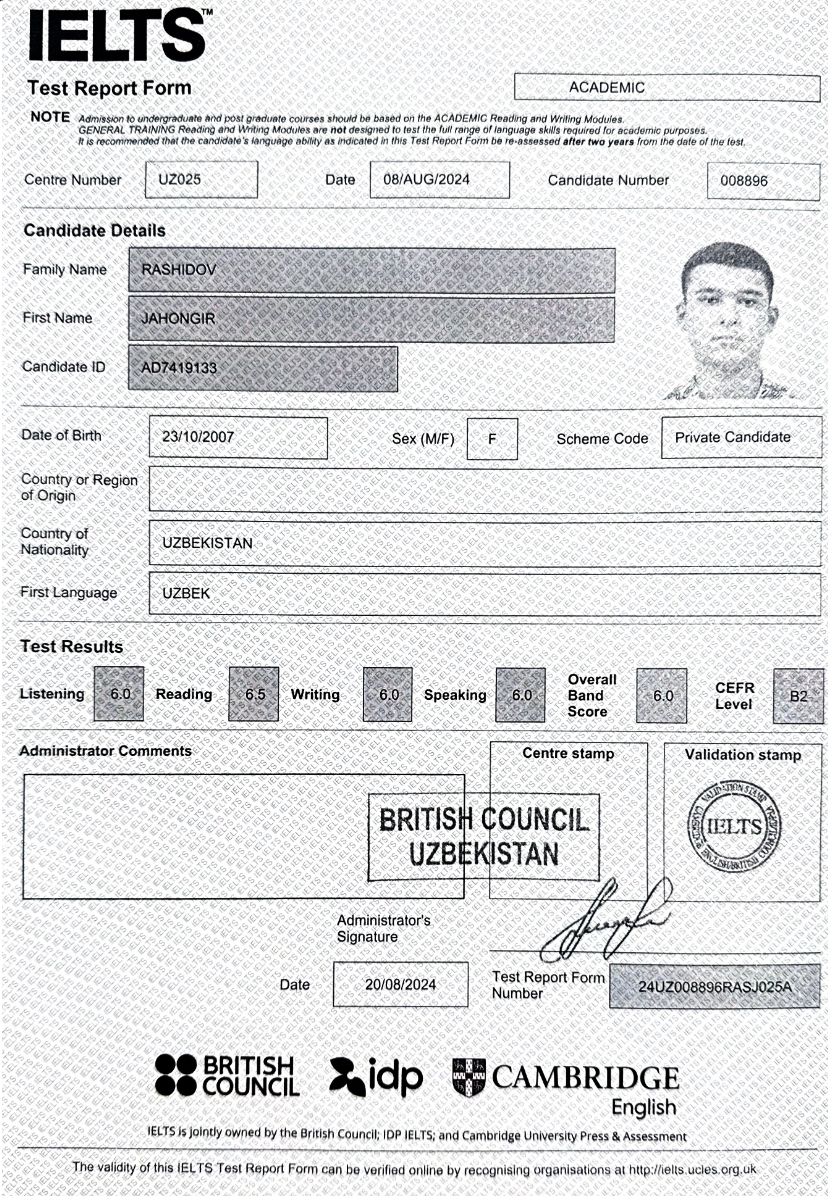 IELTS™
Test Report Form
ACADEMIC
NOTE Admission to undergraduate and post graduate courses should be based on the ACADEMIC Reading and Writing Modules.
GENERAL TRAINING Reading and Writing Modules are not designed to test the full range of language skills required for academic purposes.
It is recommended that the candidate's language ability as indicated in this Test Report Form be re-assessed after two years from the date of the test.
Centre Number UZ025 Date 08/AUG/2024 Candidate Number 008896
Candidate Details
Family Name RASHIDOV
First Name JAHONGIR
Candidate ID AD7419133
Date of Birth 23/10/2007 Sex (M/F) F Scheme Code Private Candidate
Country or Region
of Origin
Country of
Nationality UZBEKISTAN
First Language UZBEK
Test Results
Listening 6.0 Reading 6.5 Writing 6.0 Speaking 6.0 Overall Band Score 6.0 CEFR Level B2
Administrator Comments
Centre stamp
Validation stamp
BRITISH COUNCIL
UZBEKISTAN
IELTS
Administrator's
Signature
Date 20/08/2024
Test Report Form
Number 24UZ008896RASJ025A
BRITISH
COUNCIL
idp
CAMBRIDGE
English
IELTS is jointly owned by the British Council; IDP IELTS; and Cambridge University Press & Assessment
The validity of this IELTS Test Report Form can be verified online by recognising organisations at http://ielts.ucles.org.uk